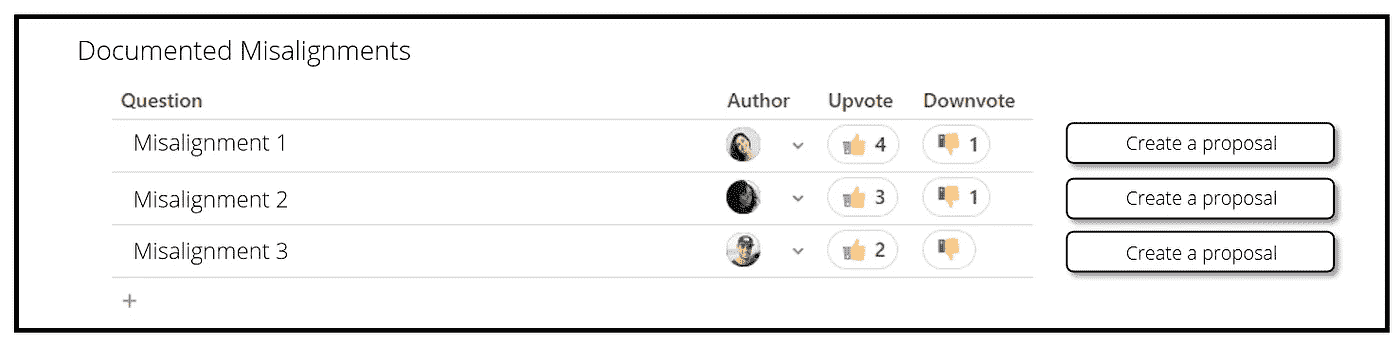 Documented Misalignments
Question Author Upvote Downvote
Misalignment 1 4 1 Create a proposal
Misalignment 2 3 1 Create a proposal
Misalignment 3 2 Create a proposal
+